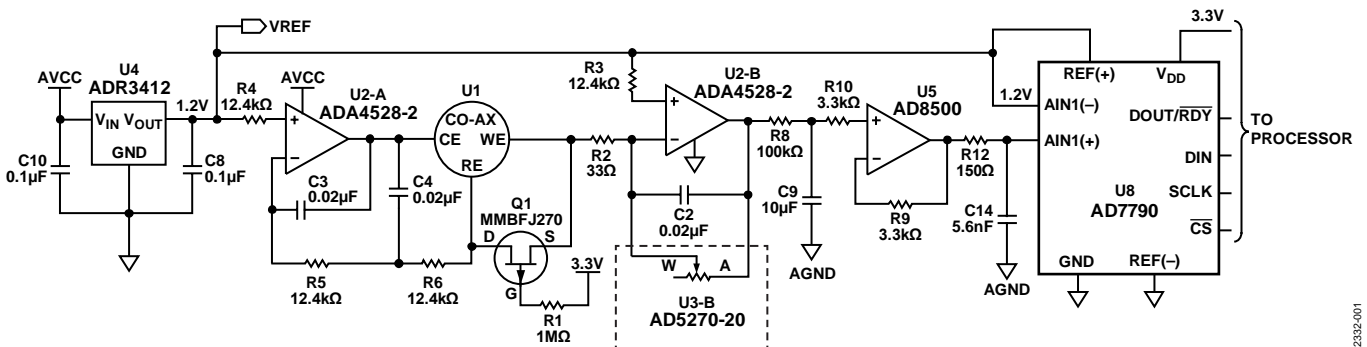 VREF
3.3V
AVCC
U4
ADR3412
1.2V
VIN VOUT
GND
C10
0.1µF
C8
0.1µF
R4
12.4kΩ
AVCC
U2-A
ADA4528-2
+
−
C3
0.02µF
C4
0.02µF
R5
12.4kΩ
R6
12.4kΩ
U1
CO-AX
CE
WE
RE
Q1
MMBFJ270
D
S
G
3.3V
R1
1MΩ
R2
33Ω
R3
12.4kΩ
U2-B
ADA4528-2
+
−
C2
0.02µF
W
A
U3-B
AD5270-20
R8
100kΩ
C9
10µF
AGND
R10
3.3kΩ
U5
AD8500
+
−
R9
3.3kΩ
R12
150Ω
C14
5.6nF
AGND
1.2V
REF(+)
VDD
AIN1(−)
AIN1(+)
DOUT/RDY
DIN
SCLK
CS
U8
AD7790
GND
REF(−)
TO
PROCESSOR
2332-001